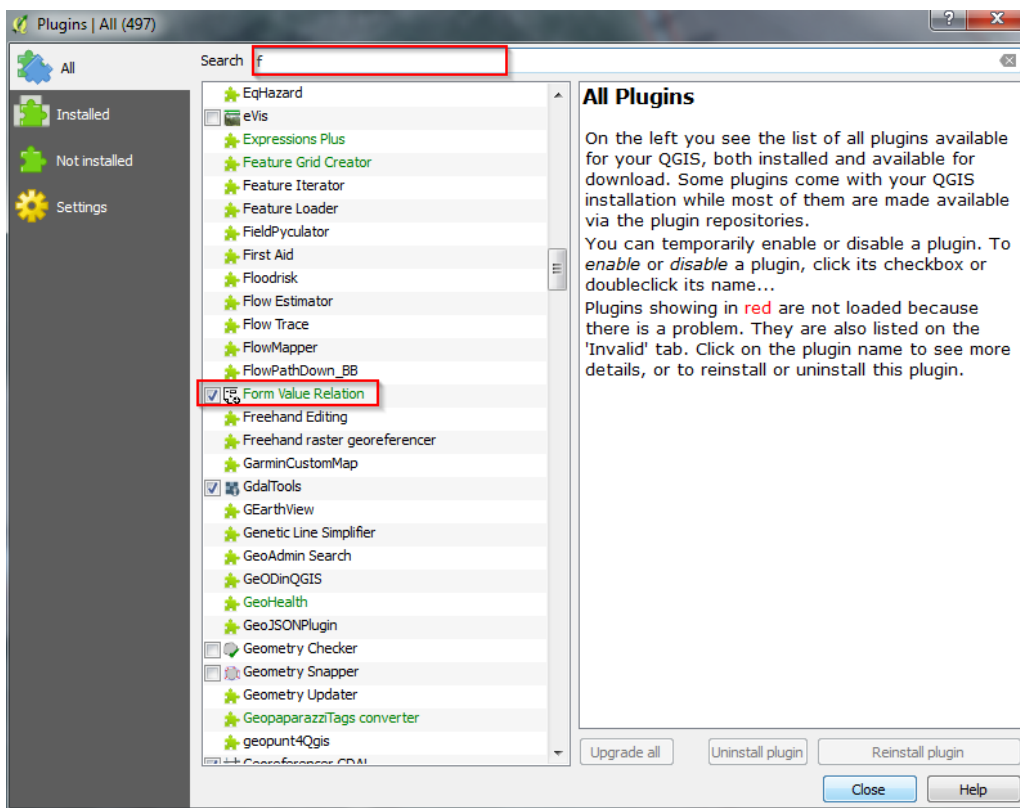 Plugins | All (497)
?
X
All
Installed
Not installed
Settings
Search f
EqHazard
eVis
Expressions Plus
Feature Grid Creator
Feature Iterator
Feature Loader
FieldPyculator
First Aid
Floodrisk
Flow Estimator
Flow Trace
FlowMapper
FlowPathDown_BB
Form Value Relation
Freehand Editing
Freehand raster georeferencer
GarminCustomMap
GdalTools
GEarthView
Genetic Line Simplifier
GeoAdmin Search
GeODinQGIS
GeoHealth
GeoJSONPlugin
Geometry Checker
Geometry Snapper
Geometry Updater
GeopaparazziTags converter
geopunt4Qgis
Georeferencer GDAL
All Plugins
On the left you see the list of all plugins available
for your QGIS, both installed and available for
download. Some plugins come with your QGIS
installation while most of them are made available
via the plugin repositories.
You can temporarily enable or disable a plugin. To
enable or disable a plugin, click its checkbox or
doubleclick its name...
Plugins showing in red are not loaded because
there is a problem. They are also listed on the
'Invalid' tab. Click on the plugin name to see more
details, or to reinstall or uninstall this plugin.
Upgrade all
Uninstall plugin
Reinstall plugin
Close
Help